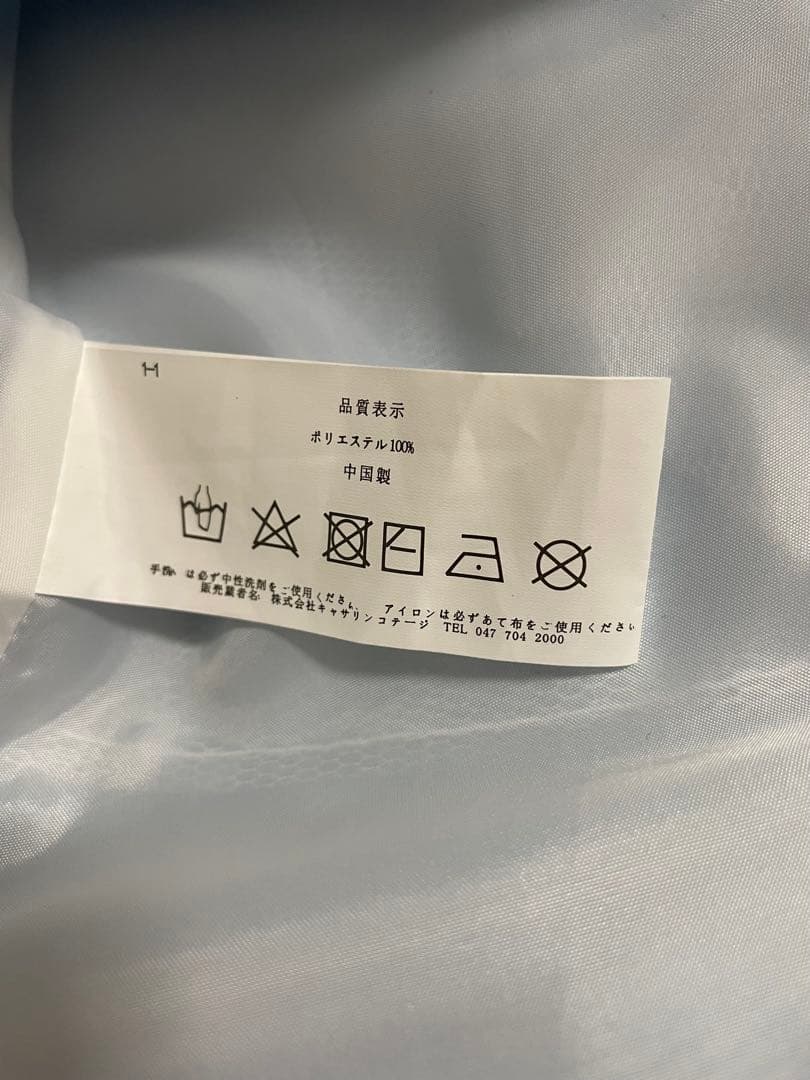 H
品質表示
ポリエステル100%
中国製
手洗い は必ず中性洗剤をご使用ください。 アイロンは必ずあて布をご使用ください
販売業者名: 株式会社キャサリンコテージ TEL 047 704 2000